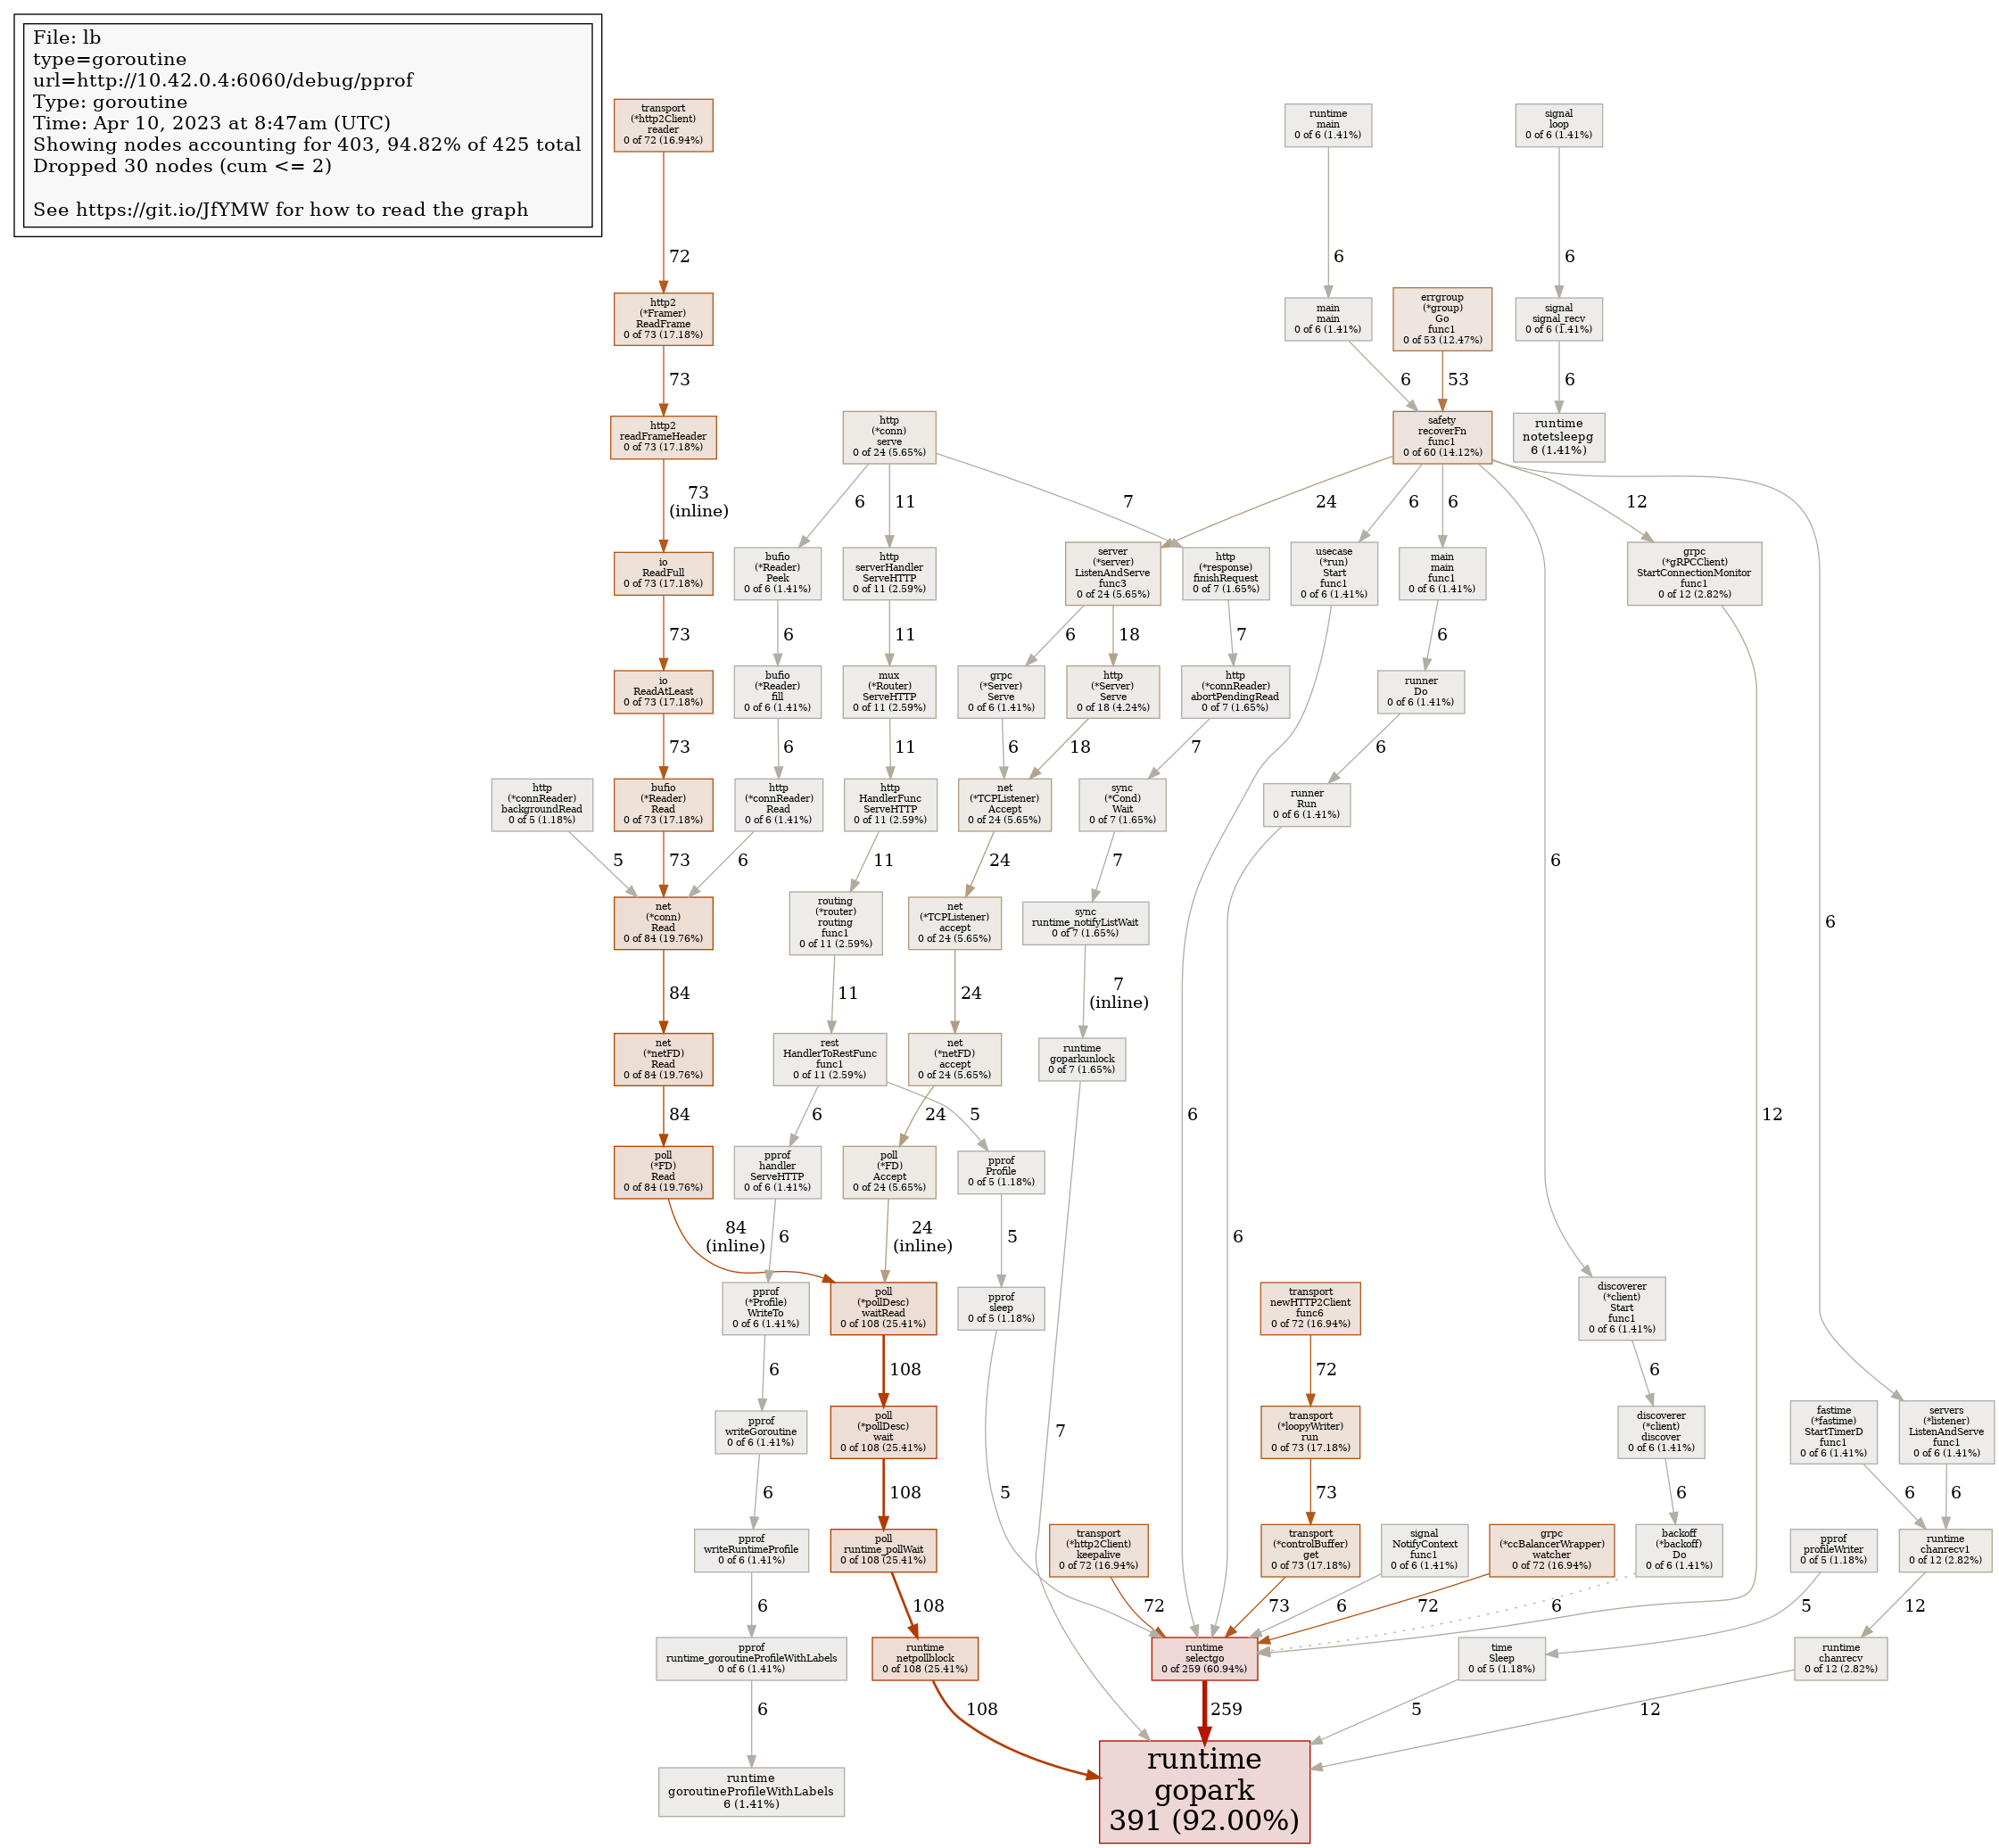 File: lb
type=goroutine
url=http://10.42.0.4:6060/debug/pprof
Type: goroutine
Time: Apr 10, 2023 at 8:47am (UTC)
Showing nodes accounting for 403, 94.82% of 425 total
Dropped 30 nodes (cum <= 2)
See https://git.io/JfYMW for how to read the graph
transport
(*http2Client)
reader
0 of 72 (16.94%)
runtime
main
0 of 6 (1.41%)
signal
loop
0 of 6 (1.41%)
72
6
6
http2
(*Framer)
ReadFrame
0 of 73 (17.18%)
main
main
0 of 6 (1.41%)
errgroup
(*group)
Go
func1
0 of 53 (12.47%)
signal
signal_recv
0 of 6 (1.41%)
73
6
53
6
http2
readFrameHeader
0 of 73 (17.18%)
http
(*conn)
serve
0 of 24 (5.65%)
safety
recoverFn
func1
0 of 60 (14.12%)
runtime
notetsleepg
6 (1.41%)
73
(inline)
6
11
7
24
6
6
12
io
ReadFull
0 of 73 (17.18%)
bufio
(*Reader)
Peek
0 of 6 (1.41%)
http
serverHandler
ServeHTTP
0 of 11 (2.59%)
server
(*server)
ListenAndServe
func3
0 of 24 (5.65%)
http
(*response)
finishRequest
0 of 7 (1.65%)
usecase
(*run)
Start
func1
0 of 6 (1.41%)
main
main
func1
0 of 6 (1.41%)
grpc
(*gRPCClient)
StartConnectionMonitor
func1
0 of 12 (2.82%)
73
6
11
6
18
7
6
io
ReadAtLeast
0 of 73 (17.18%)
bufio
(*Reader)
fill
0 of 6 (1.41%)
mux
(*Router)
ServeHTTP
0 of 11 (2.59%)
grpc
(*Server)
Serve
0 of 6 (1.41%)
http
(*Server)
Serve
0 of 18 (4.24%)
http
(*connReader)
abortPendingRead
0 of 7 (1.65%)
runner
Do
0 of 6 (1.41%)
73
6
11
6
18
7
6
http
(*connReader)
backgroundRead
0 of 5 (1.18%)
bufio
(*Reader)
Read
0 of 73 (17.18%)
http
(*connReader)
Read
0 of 6 (1.41%)
http
HandlerFunc
ServeHTTP
0 of 11 (2.59%)
net
(*TCPListener)
Accept
0 of 24 (5.65%)
sync
(*Cond)
Wait
0 of 7 (1.65%)
runner
Run
0 of 6 (1.41%)
5
73
6
11
24
7
6
net
(*conn)
Read
0 of 84 (19.76%)
routing
(*router)
routing
func1
0 of 11 (2.59%)
net
(*TCPListener)
accept
0 of 24 (5.65%)
sync
runtime_notifyListWait
0 of 7 (1.65%)
6
84
11
24
7
(inline)
net
(*netFD)
Read
0 of 84 (19.76%)
rest
HandlerToRestFunc
func1
0 of 11 (2.59%)
net
(*netFD)
accept
0 of 24 (5.65%)
runtime
goparkunlock
0 of 7 (1.65%)
84
6
24
5
6
12
poll
(*FD)
Read
0 of 84 (19.76%)
pprof
handler
ServeHTTP
0 of 6 (1.41%)
poll
(*FD)
Accept
0 of 24 (5.65%)
pprof
Profile
0 of 5 (1.18%)
84
(inline)
6
24
(inline)
5
6
pprof
(*Profile)
WriteTo
0 of 6 (1.41%)
poll
(*pollDesc)
waitRead
0 of 108 (25.41%)
pprof
sleep
0 of 5 (1.18%)
transport
newHTTP2Client
func6
0 of 72 (16.94%)
discoverer
(*client)
Start
func1
0 of 6 (1.41%)
6
108
72
6
pprof
writeGoroutine
0 of 6 (1.41%)
poll
(*pollDesc)
wait
0 of 108 (25.41%)
7
transport
(*loopyWriter)
run
0 of 73 (17.18%)
discoverer
(*client)
discover
0 of 6 (1.41%)
fastime
(*fastime)
StartTimerD
func1
0 of 6 (1.41%)
servers
(*listener)
ListenAndServe
func1
0 of 6 (1.41%)
6
108
5
73
6
6
6
pprof
writeRuntimeProfile
0 of 6 (1.41%)
poll
runtime_pollWait
0 of 108 (25.41%)
transport
(*http2Client)
keepalive
0 of 72 (16.94%)
transport
(*controlBuffer)
get
0 of 73 (17.18%)
signal
NotifyContext
func1
0 of 6 (1.41%)
grpc
(*ccBalancerWrapper)
watcher
0 of 72 (16.94%)
backoff
(*backoff)
Do
0 of 6 (1.41%)
pprof
profileWriter
0 of 5 (1.18%)
runtime
chanrecv1
0 of 12 (2.82%)
6
108
72
73
6
72
6
5
12
pprof
runtime_goroutineProfileWithLabels
0 of 6 (1.41%)
runtime
netpollblock
0 of 108 (25.41%)
runtime
selectgo
0 of 259 (60.94%)
time
Sleep
0 of 5 (1.18%)
runtime
chanrecv
0 of 12 (2.82%)
6
108
259
5
12
runtime
goroutineProfileWithLabels
6 (1.41%)
runtime
gopark
391 (92.00%)